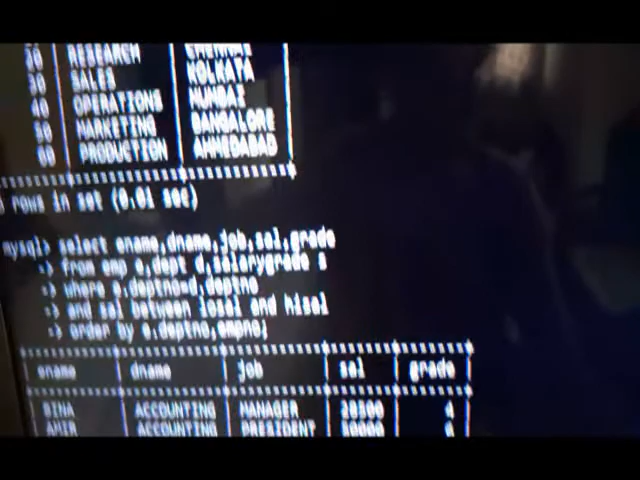 RESEARCH CHENNAI
30 SALES KOLKATA
40 OPERATIONS MUMBAI
50 MARKETING BANGALORE
60 PRODUCTION AHMEDABAD
rows in set (0.01 sec)
mysql> select ename,dname,job,sal,grade
-> from emp e,dept d,salarygrade s
-> where e.deptno=d.deptno
-> and sal between losal and hisal
-> order by e.deptno,empno;
ename dname job sal grade
BINA ACCOUNTING MANAGER 28500 4
AMIR ACCOUNTING PRESIDENT